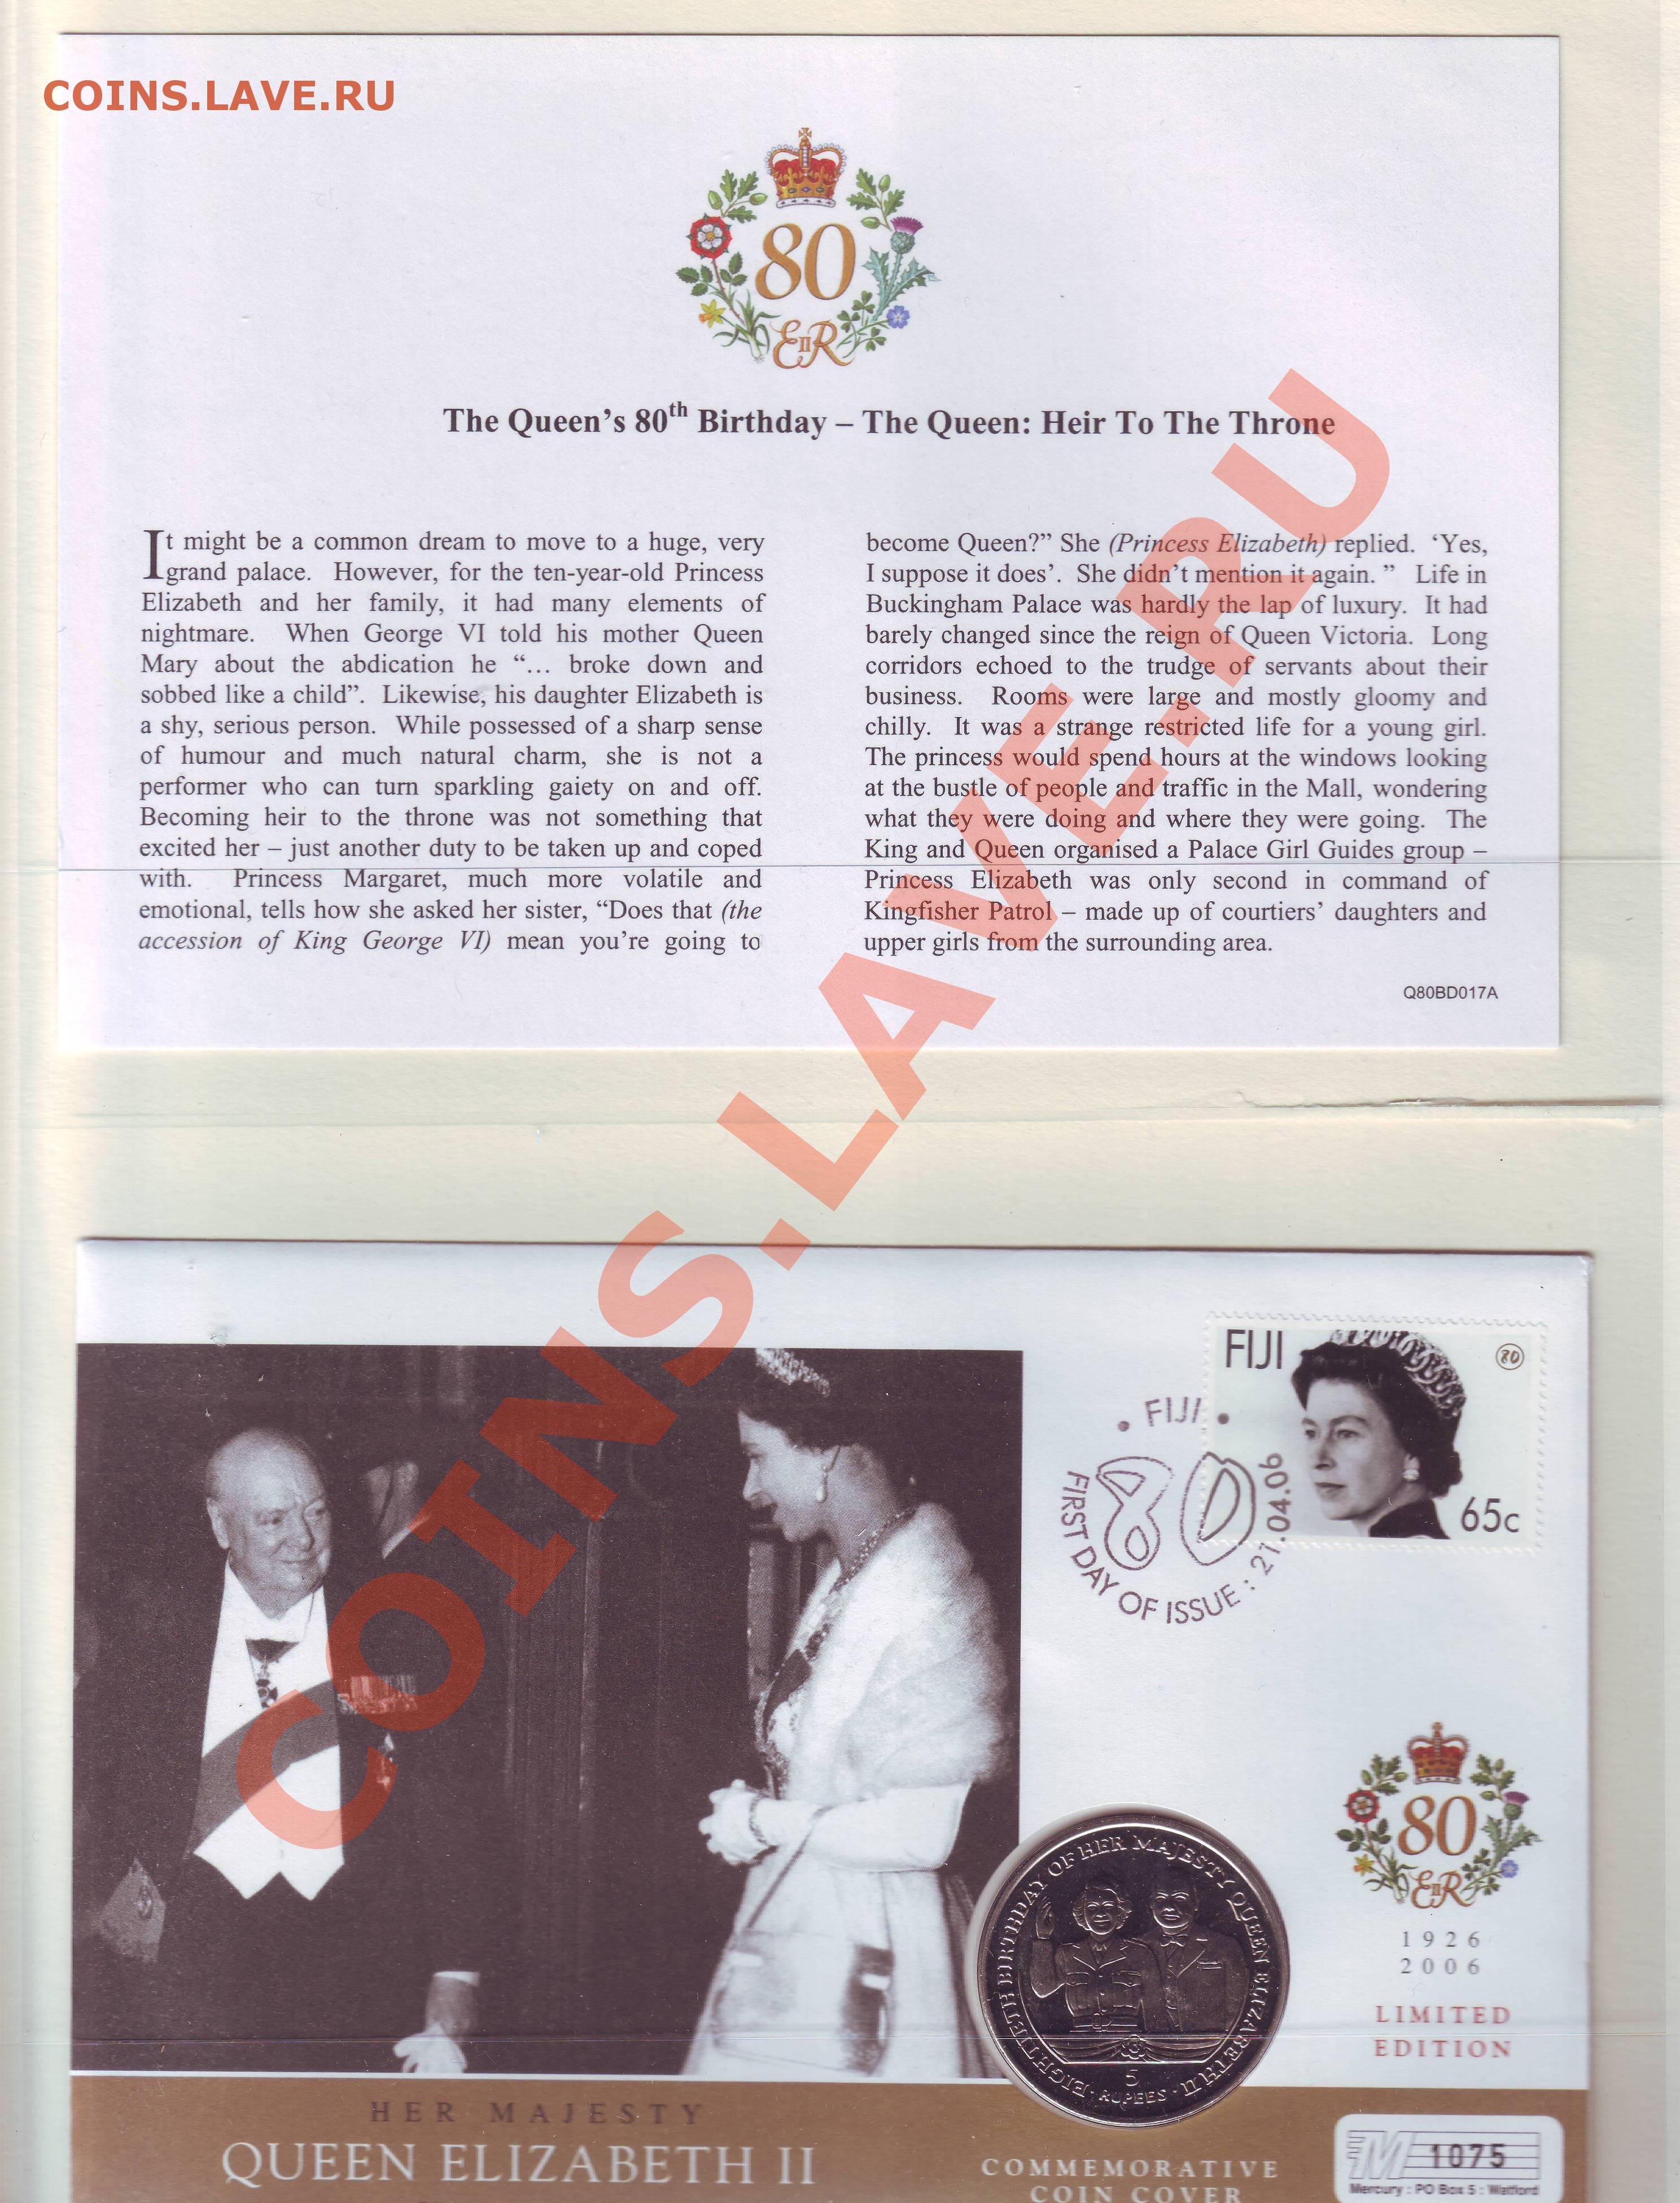 COINS.LAVE.RU
80
EIIR
The Queen's 80th Birthday – The Queen: Heir To The Throne
It might be a common dream to move to a huge, very
grand palace. However, for the ten-year-old Princess
Elizabeth and her family, it had many elements of
nightmare. When George VI told his mother Queen
Mary about the abdication he “… broke down and
sobbed like a child”. Likewise, his daughter Elizabeth is
a shy, serious person. While possessed of a sharp sense
of humour and much natural charm, she is not a
performer who can turn sparkling gaiety on and off.
Becoming heir to the throne was not something that
excited her – just another duty to be taken up and coped
with. Princess Margaret, much more volatile and
emotional, tells how she asked her sister, “Does that (the
accession of King George VI) mean you’re going to
become Queen?” She (Princess Elizabeth) replied. ‘Yes,
I suppose it does’. She didn’t mention it again. ” Life in
Buckingham Palace was hardly the lap of luxury. It had
barely changed since the reign of Queen Victoria. Long
corridors echoed to the trudge of servants about their
business. Rooms were large and mostly gloomy and
chilly. It was a strange restricted life for a young girl.
The princess would spend hours at the windows looking
at the bustle of people and traffic in the Mall, wondering
what they were doing and where they were going. The
King and Queen organised a Palace Girl Guides group –
Princess Elizabeth was only second in command of
Kingfisher Patrol – made up of courtiers’ daughters and
upper girls from the surrounding area.
Q80BD017A
COINS.LAVE.RU
FIJI
80
65c
• FIJI •
80
FIRST DAY OF ISSUE : 21.04.06
80
EIIR
1926
2006
LIMITED
EDITION
EIGHTIETH BIRTHDAY OF HER MAJESTY QUEEN ELIZABETH II
5
RUPEES
HER MAJESTY
QUEEN ELIZABETH II
COMMEMORATIVE
COIN COVER
M 1075
Mercury : PO Box 5 : Watford